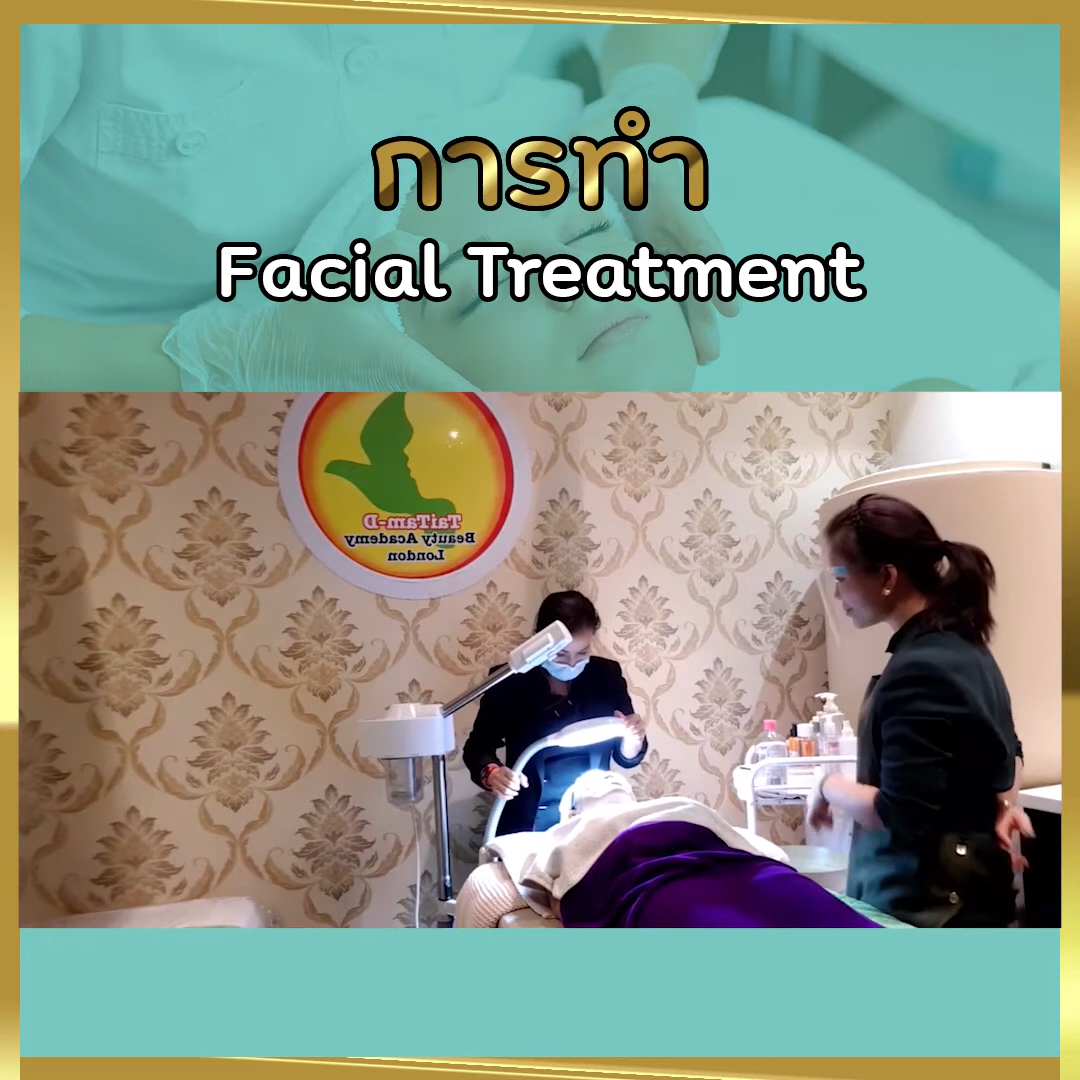 การทำ
Facial Treatment
TaiTam-D
Beauty Academy
London